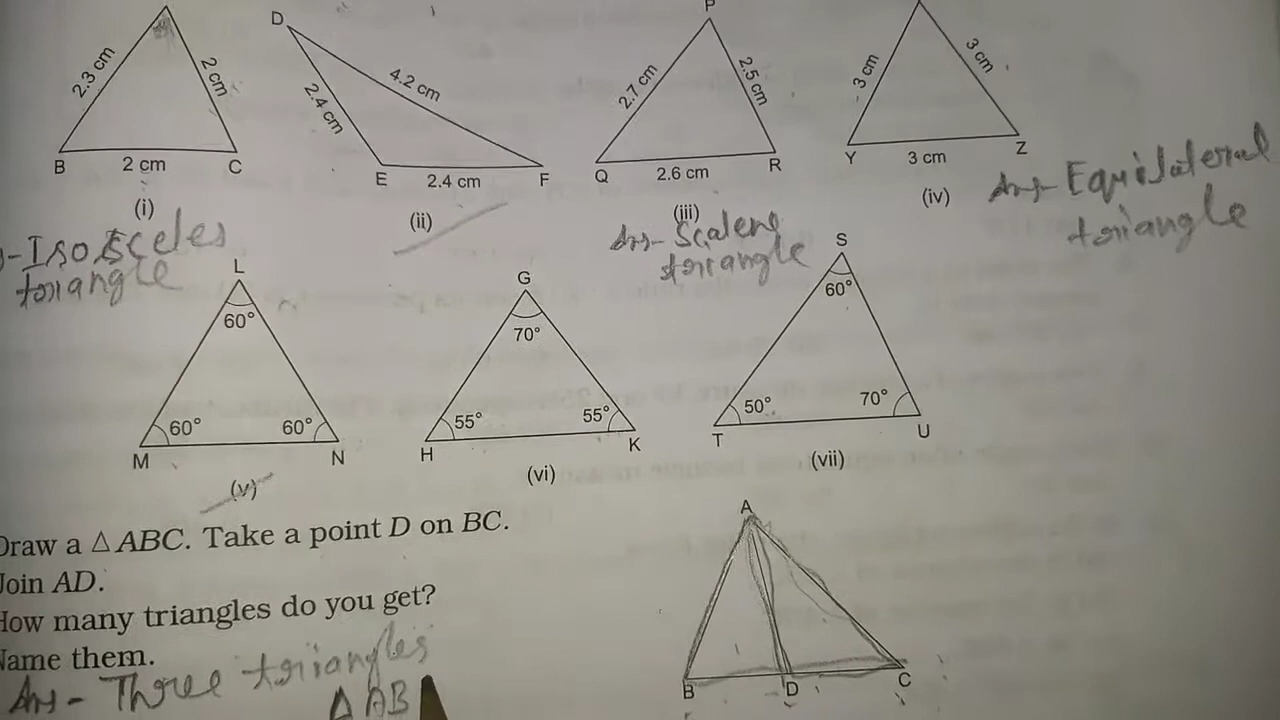 D
P
2.3 cm
2 cm
B
2 cm
C
(i)
4.2 cm
2.4 cm
E
2.4 cm
F
(ii)
2.7 cm
2.5 cm
Q
2.6 cm
R
(iii)
3 cm
3 cm
Y
3 cm
Z
(iv)
-Isosceles
triangle
Ans- Scalene
triangle
Ans- Equilateral
triangle
L
60°
60°
60°
M
N
(v)
G
70°
55°
55°
H
K
(vi)
S
60°
50°
70°
T
U
(vii)
Draw a △ ABC. Take a point D on BC.
Join AD.
How many triangles do you get?
Name them.
Ans- Three triangles
△ AB
A
B
D
C